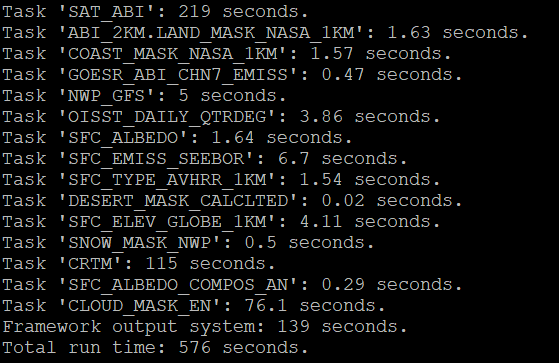 Task 'SAT_ABI': 219 seconds.
Task 'ABI_2KM.LAND_MASK_NASA_1KM': 1.63 seconds.
Task 'COAST_MASK_NASA_1KM': 1.57 seconds.
Task 'GOESR_ABI_CHN7_EMISS': 0.47 seconds.
Task 'NWP_GFS': 5 seconds.
Task 'OISST_DAILY_QTRDEG': 3.86 seconds.
Task 'SFC_ALBEDO': 1.64 seconds.
Task 'SFC_EMISS_SEEBOR': 6.7 seconds.
Task 'SFC_TYPE_AVHRR_1KM': 1.54 seconds.
Task 'DESERT_MASK_CALCLTED': 0.02 seconds.
Task 'SFC_ELEV_GLOBE_1KM': 4.11 seconds.
Task 'SNOW_MASK_NWP': 0.5 seconds.
Task 'CRTM': 115 seconds.
Task 'SFC_ALBEDO_COMPOS_AN': 0.29 seconds.
Task 'CLOUD_MASK_EN': 76.1 seconds.
Framework output system: 139 seconds.
Total run time: 576 seconds.